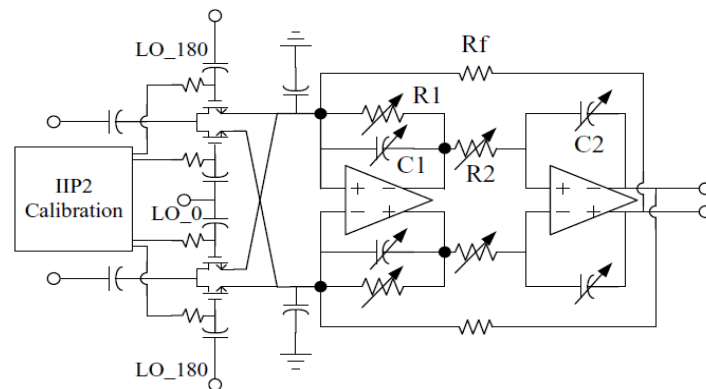 LO_180
Rf
R1
C1
R2
C2
IIP2
Calibration
LO_0
+ −
− +
+ −
− +
LO_180